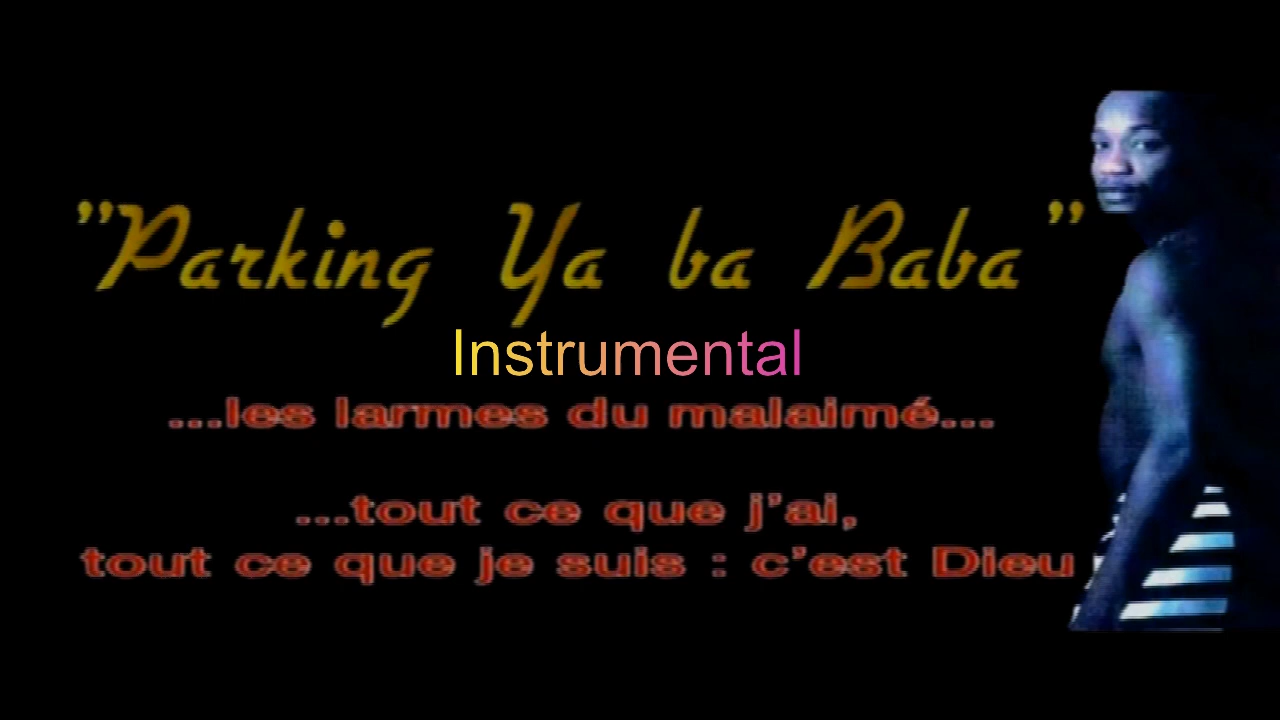 "Parking Ya ba Baba"
Instrumental
...les larmes du malaimé...
...tout ce que j'ai,
tout ce que je suis : c'est Dieu